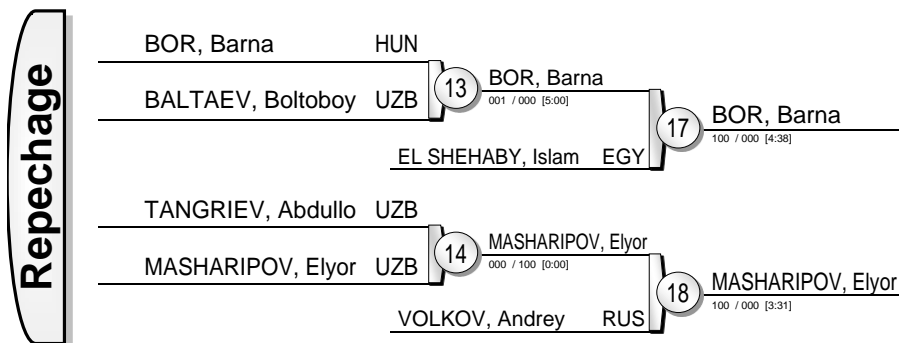 Repechage
BOR, Barna HUN
BALTAEV, Boltoboy UZB
13
BOR, Barna
001 / 000 [5:00]
EL SHEHABY, Islam EGY
17
BOR, Barna
100 / 000 [4:38]
TANGRIEV, Abdullo UZB
MASHARIPOV, Elyor UZB
14
MASHARIPOV, Elyor
000 / 100 [0:00]
VOLKOV, Andrey RUS
18
MASHARIPOV, Elyor
100 / 000 [3:31]